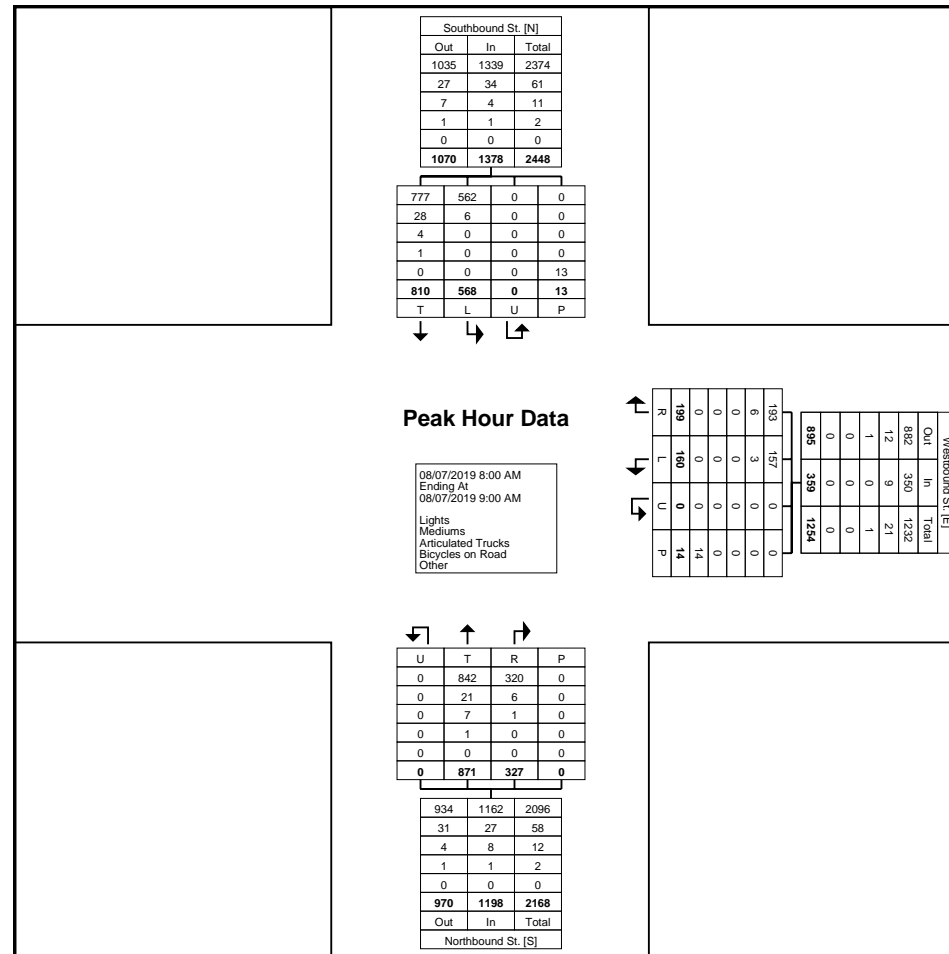 Southbound St. [N]
Out In Total
1035 1339 2374
27 34 61
7 4 11
1 1 2
0 0 0
1070 1378 2448
777 562 0 0
28 6 0 0
4 0 0 0
1 0 0 0
0 0 0 13
810 568 0 13
T L U P
Peak Hour Data
08/07/2019 8:00 AM
Ending At
08/07/2019 9:00 AM
Lights
Mediums
Articulated Trucks
Bicycles on Road
Other
Westbound St. [E]
Out In Total
882 350 1232
12 9 21
1 0 1
0 0 0
0 0 0
895 359 1254
193 157 0 0
6 3 0 0
0 0 0 0
0 0 0 0
0 0 0 14
199 160 0 14
R L U P
U T R P
0 842 320 0
0 21 6 0
0 7 1 0
0 1 0 0
0 0 0 0
0 871 327 0
934 1162 2096
31 27 58
4 8 12
1 1 2
0 0 0
970 1198 2168
Out In Total
Northbound St. [S]